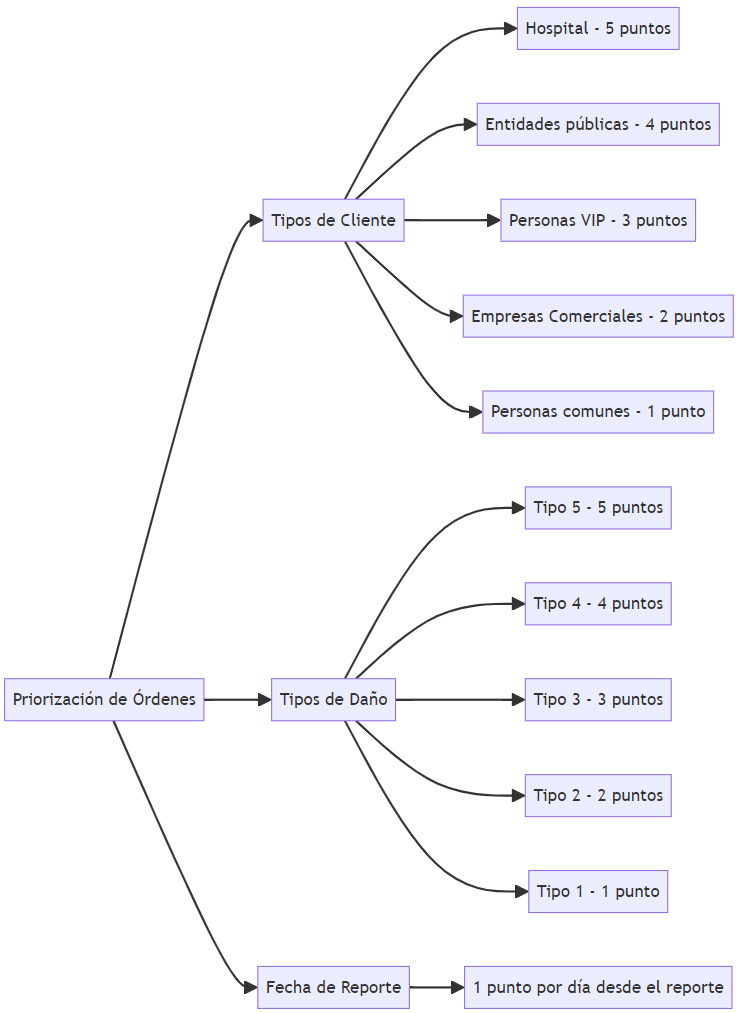 Hospital - 5 puntos
Entidades públicas - 4 puntos
Tipos de Cliente
Personas VIP - 3 puntos
Empresas Comerciales - 2 puntos
Personas comunes - 1 punto
Tipo 5 - 5 puntos
Tipo 4 - 4 puntos
Priorización de Órdenes
Tipos de Daño
Tipo 3 - 3 puntos
Tipo 2 - 2 puntos
Tipo 1 - 1 punto
Fecha de Reporte
1 punto por día desde el reporte